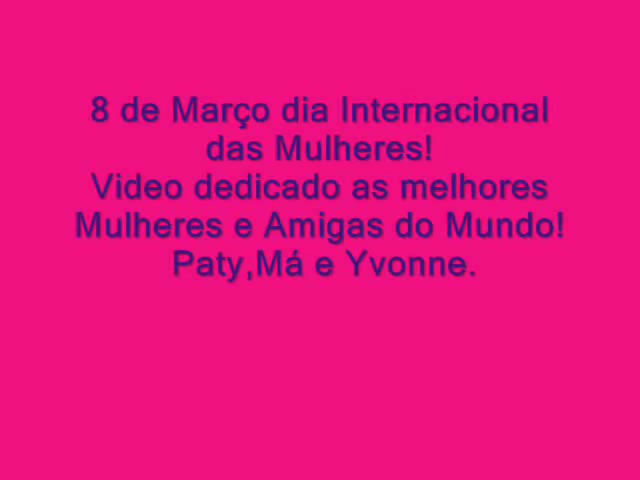 8 de Março dia Internacional
das Mulheres!
Video dedicado as melhores
Mulheres e Amigas do Mundo!
Paty,Má e Yvonne.